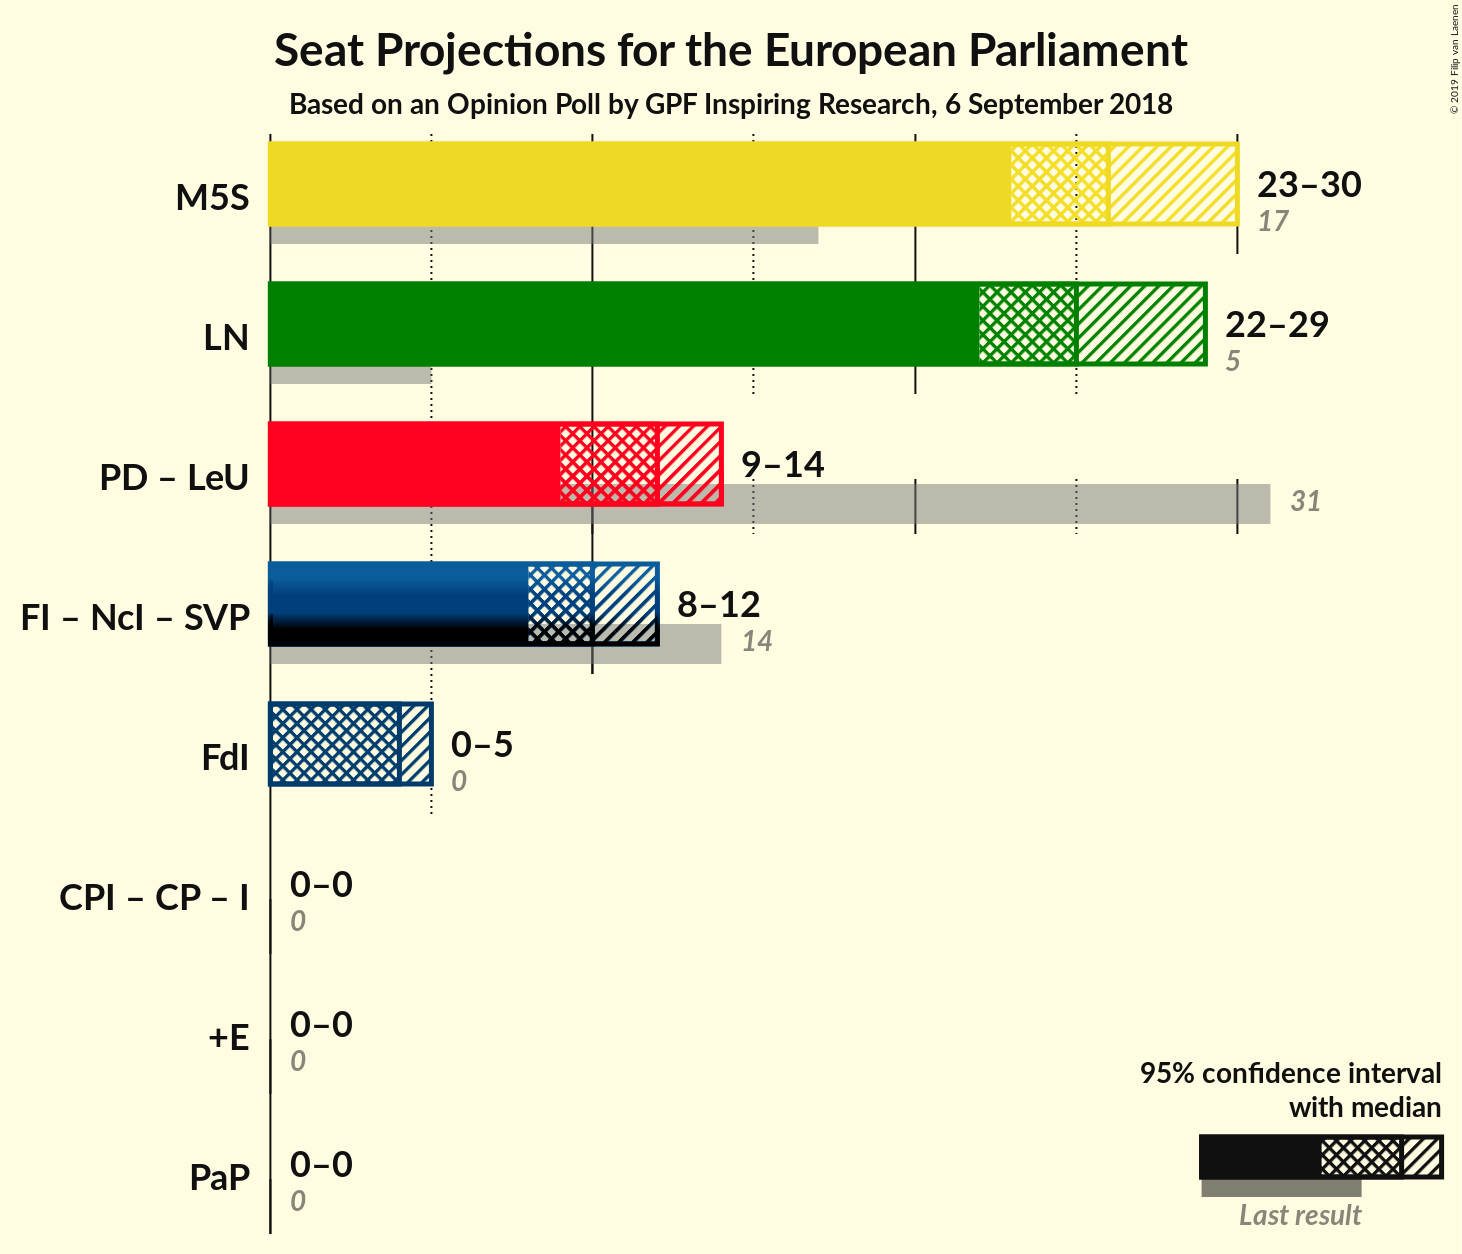 Seat Projections for the European Parliament
Based on an Opinion Poll by GPF Inspiring Research, 6 September 2018
© 2019 Filip van Laenen
M5S
23–30
17
LN
22–29
5
PD – LeU
9–14
31
FI – NcI – SVP
8–12
14
FdI
0–5
0
CPI – CP – I
0–0
0
+E
0–0
0
PaP
0–0
0
95% confidence interval
with median
Last result